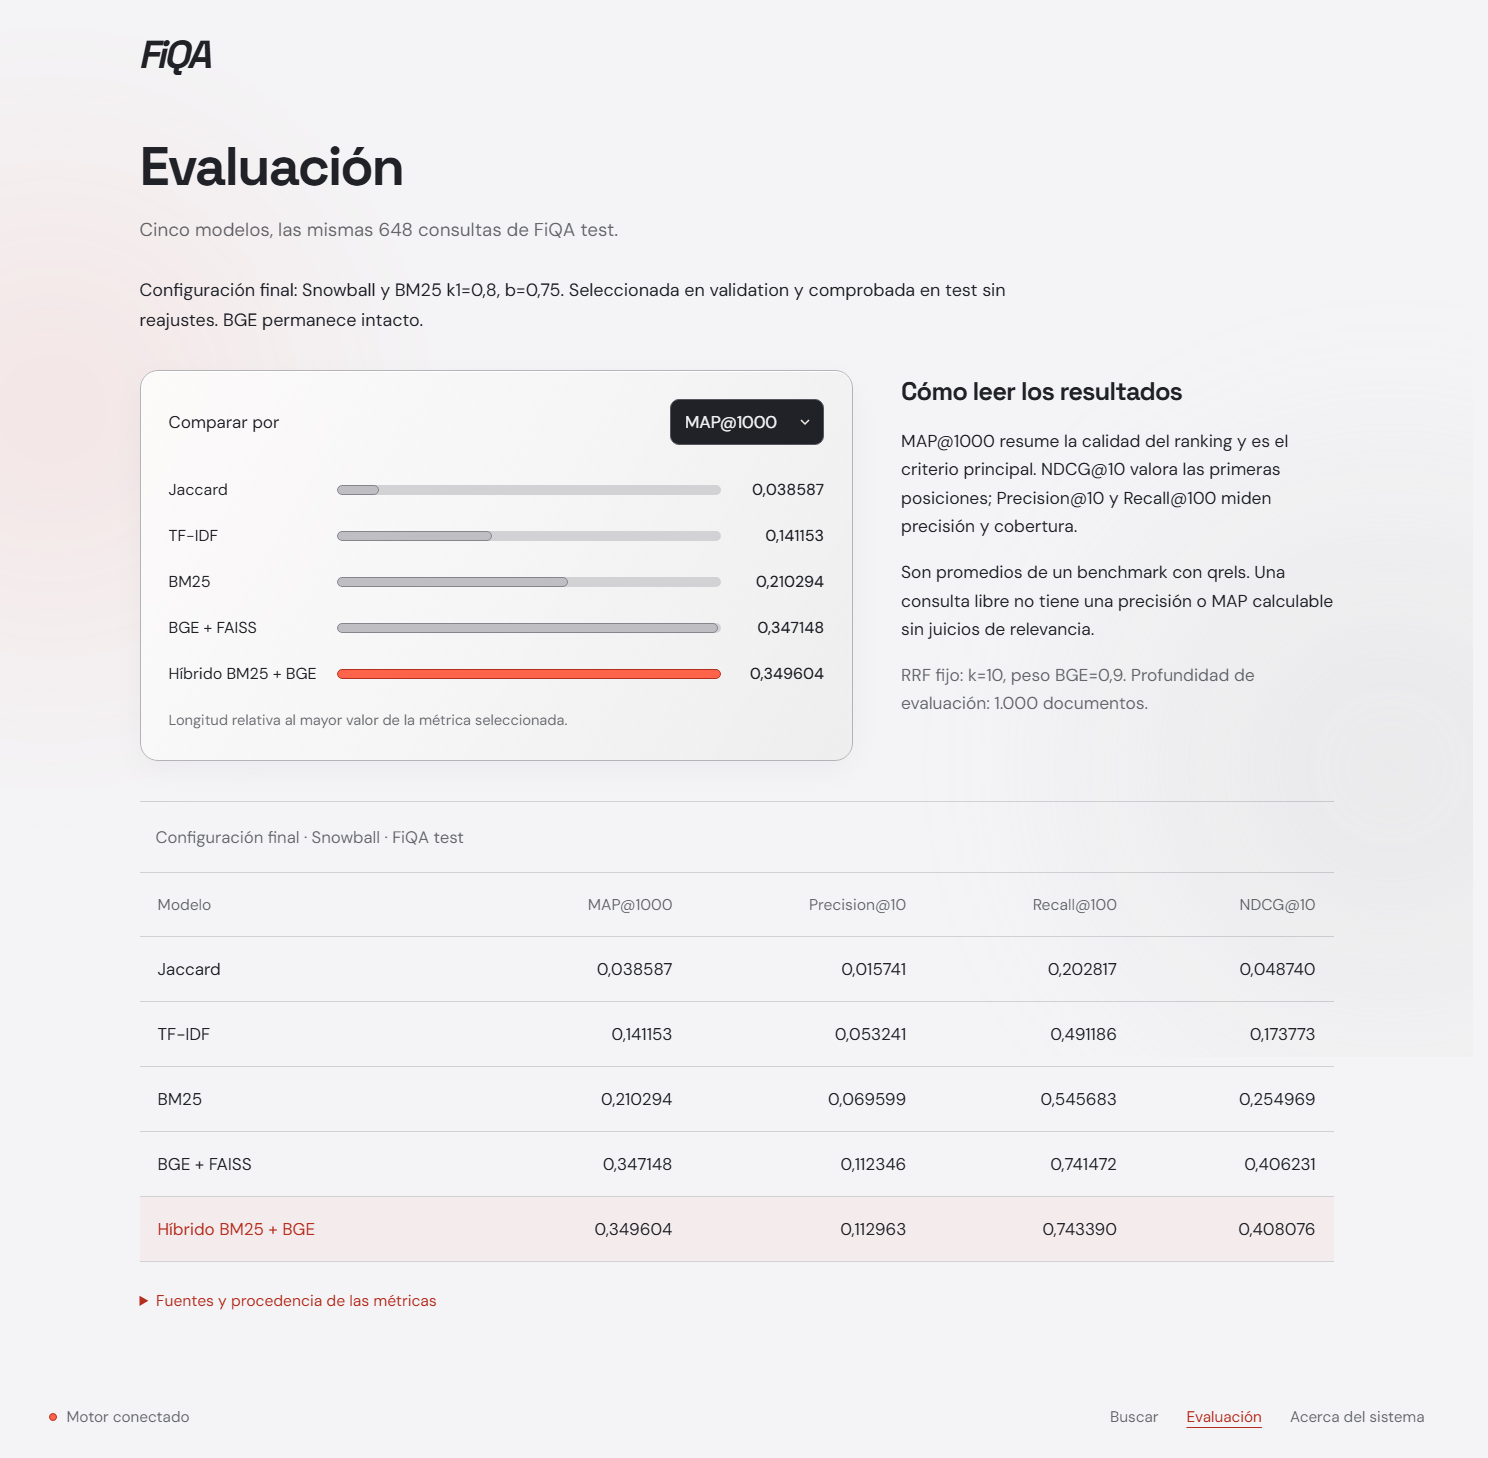 FiQA
Evaluación
Cinco modelos, las mismas 648 consultas de FiQA test.
Configuración final: Snowball y BM25 k1=0,8, b=0,75. Seleccionada en validation y comprobada en test sin
reajustes. BGE permanece intacto.
Comparar por MAP@1000
Jaccard 0,038587
TF-IDF 0,141153
BM25 0,210294
BGE + FAISS 0,347148
Híbrido BM25 + BGE 0,349604
Longitud relativa al mayor valor de la métrica seleccionada.
Cómo leer los resultados
MAP@1000 resume la calidad del ranking y es el
criterio principal. NDCG@10 valora las primeras
posiciones; Precision@10 y Recall@100 miden
precisión y cobertura.
Son promedios de un benchmark con qrels. Una
consulta libre no tiene una precisión o MAP calculable
sin juicios de relevancia.
RRF fijo: k=10, peso BGE=0,9. Profundidad de
evaluación: 1.000 documentos.
Configuración final · Snowball · FiQA test
Modelo MAP@1000 Precision@10 Recall@100 NDCG@10
Jaccard 0,038587 0,015741 0,202817 0,048740
TF-IDF 0,141153 0,053241 0,491186 0,173773
BM25 0,210294 0,069599 0,545683 0,254969
BGE + FAISS 0,347148 0,112346 0,741472 0,406231
Híbrido BM25 + BGE 0,349604 0,112963 0,743390 0,408076
Fuentes y procedencia de las métricas
Motor conectado Buscar Evaluación Acerca del sistema